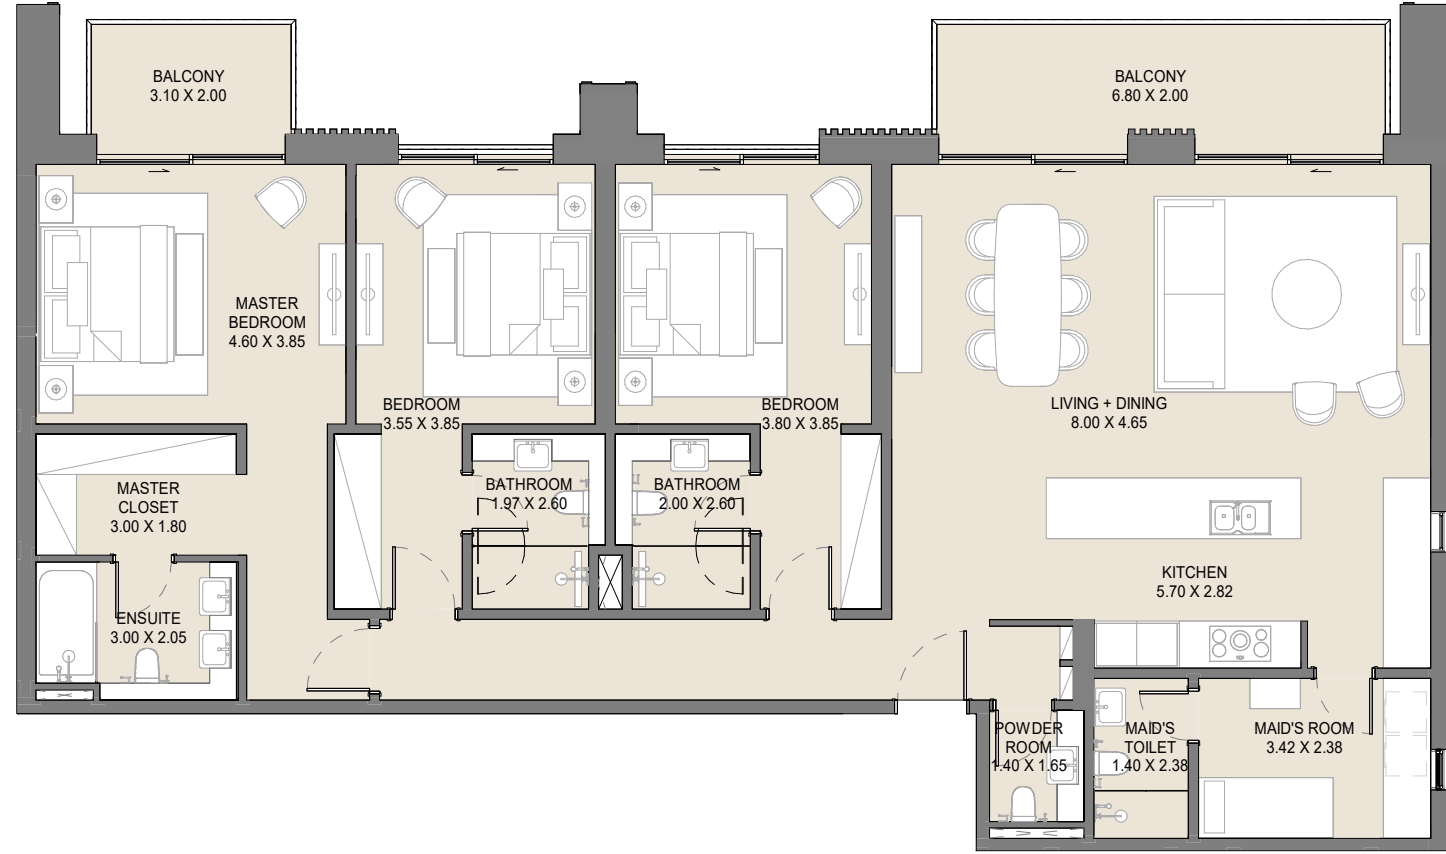 BALCONY
3.10 X 2.00
BALCONY
6.80 X 2.00
MASTER
BEDROOM
4.60 X 3.85
BEDROOM
3.55 X 3.85
BEDROOM
3.80 X 3.85
LIVING + DINING
8.00 X 4.65
MASTER
CLOSET
3.00 X 1.80
BATHROOM
1.97 X 2.60
BATHROOM
2.00 X 2.60
KITCHEN
5.70 X 2.82
ENSUITE
3.00 X 2.05
POWDER
ROOM
1.40 X 1.65
MAID'S
TOILET
1.40 X 2.38
MAID'S ROOM
3.42 X 2.38